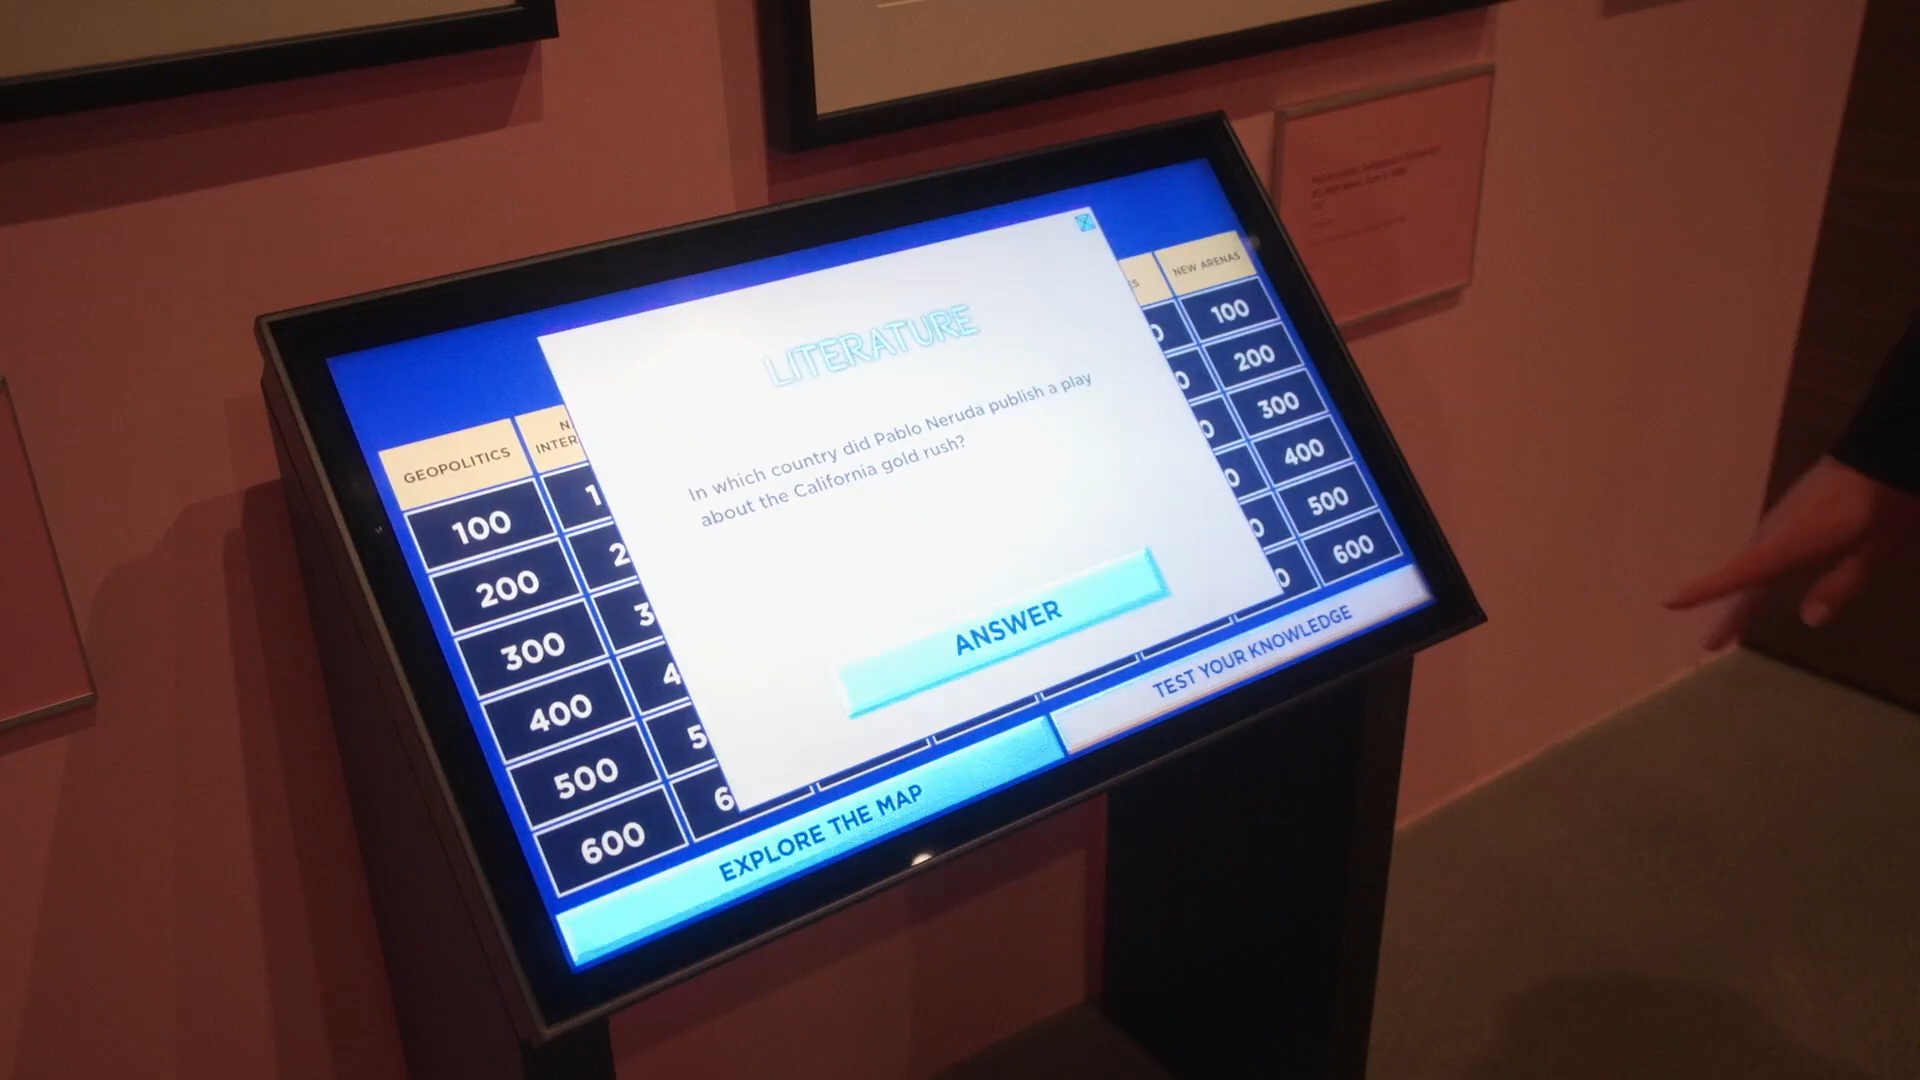 LITERATURE
In which country did Pablo Neruda publish a play
about the California gold rush?
ANSWER
GEOPOLITICS
100
200
300
400
500
600
NEW ARENAS
100
200
300
400
500
600
EXPLORE THE MAP
TEST YOUR KNOWLEDGE